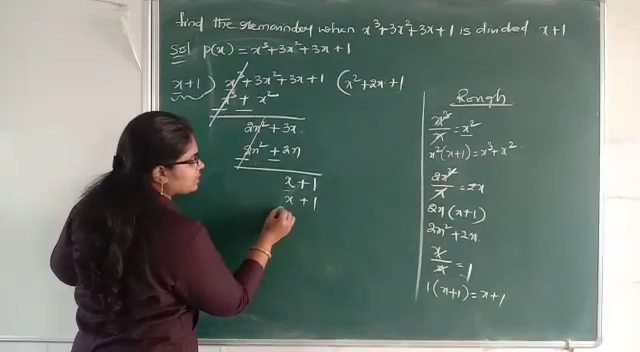 find the remainder when x³+3x²+3x+1 is divided x+1
Sol p(x) = x³+3x²+3x+1
x+1) x³+3x²+3x+1 (x²+2x+1
x³ + x²
2x²+3x
2x²+2x
x+1
x+1
Rough
x³/x = x²
x²(x+1) = x³+x²
2x²/x = 2x
2x(x+1)
2x²+2x
x/x = 1
1(x+1) = x+1